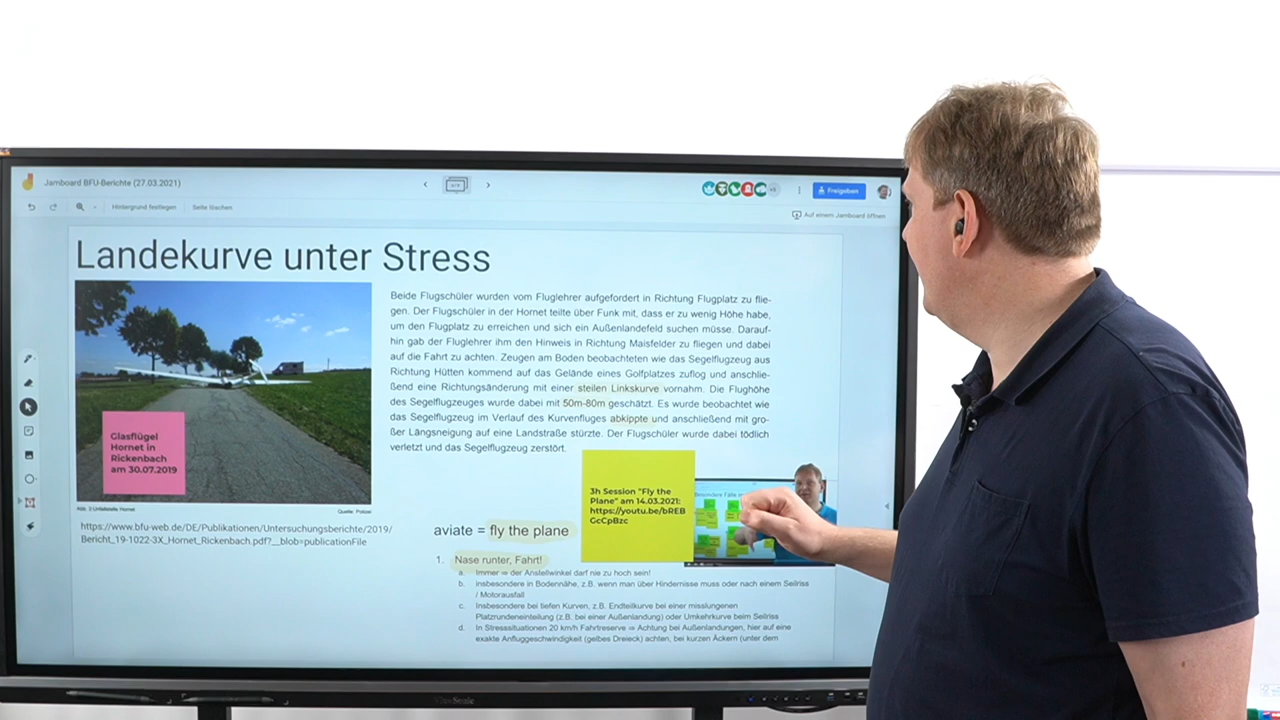 Jamboard BFU-Berichte (27.03.2021)
Freigeben
Hintergrund festlegen Seite löschen
Auf einem Jamboard öffnen
Landekurve unter Stress
Beide Flugschüler wurden vom Fluglehrer aufgefordert in Richtung Flugplatz zu flie-
gen. Der Flugschüler in der Hornet teilte über Funk mit, dass er zu wenig Höhe habe,
um den Flugplatz zu erreichen und sich ein Außenlandefeld suchen müsse. Darauf-
hin gab der Fluglehrer ihm den Hinweis in Richtung Maisfelder zu fliegen und dabei
auf die Fahrt zu achten. Zeugen am Boden beobachteten wie das Segelflugzeug aus
Richtung Hütten kommend auf das Gelände eines Golfplatzes zuflog und anschlie-
ßend eine Richtungsänderung mit einer steilen Linkskurve vornahm. Die Flughöhe
des Segelflugzeuges wurde dabei mit 50m-80m geschätzt. Es wurde beobachtet wie
das Segelflugzeug im Verlauf des Kurvenfluges abkippte und anschließend mit gro-
ßer Längsneigung auf eine Landstraße stürzte. Der Flugschüler wurde dabei tödlich
verletzt und das Segelflugzeug zerstört.
Glasflügel
Hornet in
Rickenbach
am 30.07.2019
Abb. 2 Unfallstelle Hornet
Quelle: Polizei
https://www.bfu-web.de/DE/Publikationen/Untersuchungsberichte/2019/
Bericht_19-1022-3X_Hornet_Rickenbach.pdf?__blob=publicationFile
3h Session "Fly the
Plane" am 14.03.2021:
https://youtu.be/bREB
GcCpBzc
esondere Fälle
aviate = fly the plane
1. Nase runter, Fahrt!
a. Immer ⇒ der Anstellwinkel darf nie zu hoch sein!
b. Insbesondere in Bodennähe, z.B. wenn man über Hindernisse muss oder nach einem Seilriss
/ Motorausfall
c. Insbesondere bei tiefen Kurven, z.B. Endteilkurve bei einer misslungenen
Platzrundeneinteilung (z.B. bei einer Außenlandung) oder Umkehrkurve beim Seilriss
d. In Stresssituationen 20 km/h Fahrtreserve ⇒ Achtung bei Außenlandungen, hier auf eine
exakte Anfluggeschwindigkeit (gelbes Dreieck) achten, bei kurzen Äckern (unter dem
ViewSonic